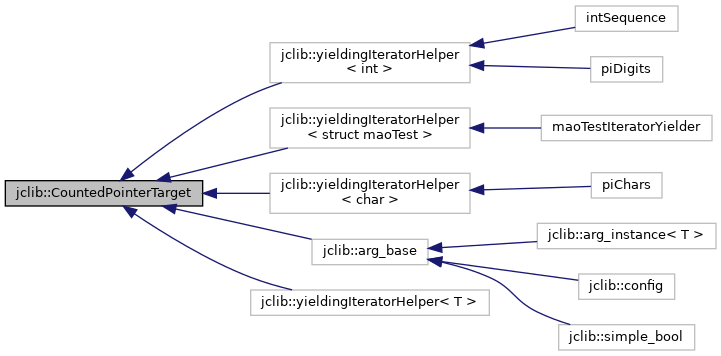 jclib::CountedPointerTarget
jclib::yieldingIteratorHelper
< int >
jclib::yieldingIteratorHelper
< struct maoTest >
jclib::yieldingIteratorHelper
< char >
jclib::arg_base
jclib::yieldingIteratorHelper< T >
intSequence
piDigits
maoTestIteratorYielder
piChars
jclib::arg_instance< T >
jclib::config
jclib::simple_bool